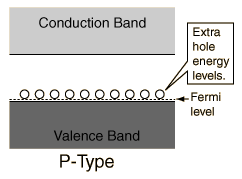 Conduction Band
Extra
hole
energy
levels.
Fermi
level
Valence Band
P-Type